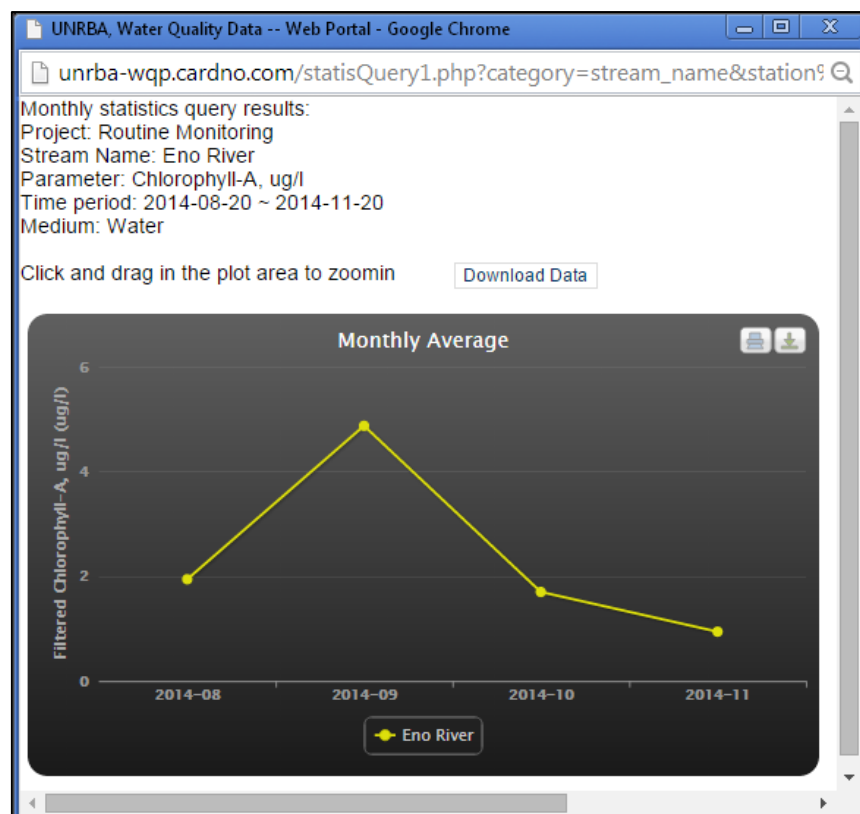 UNRBA, Water Quality Data -- Web Portal - Google Chrome
unrba-wqp.cardno.com/statisQuery1.php?category=stream_name&station%
Monthly statistics query results:
Project: Routine Monitoring
Stream Name: Eno River
Parameter: Chlorophyll-A, ug/l
Time period: 2014-08-20 ~ 2014-11-20
Medium: Water
Click and drag in the plot area to zoomin
Download Data
Monthly Average
Filtered Chlorophyll-A, ug/l (ug/l)
6
4
2
0
2014-08
2014-09
2014-10
2014-11
Eno River